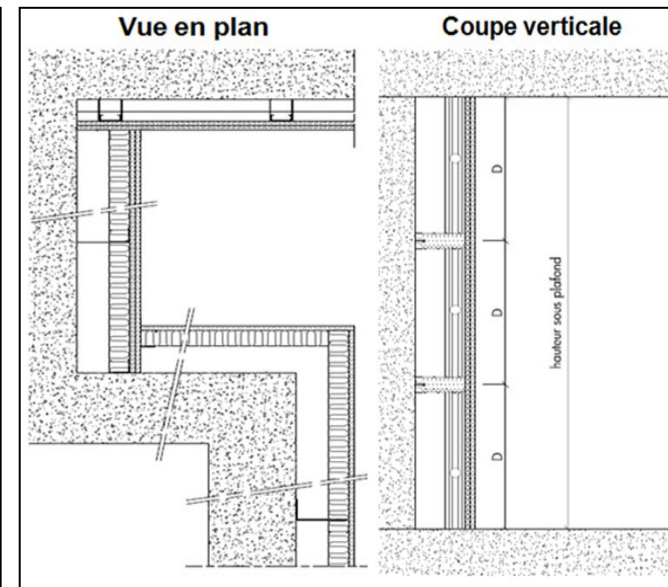 Vue en plan
Coupe verticale
D
D
D
hauteur sous plafond